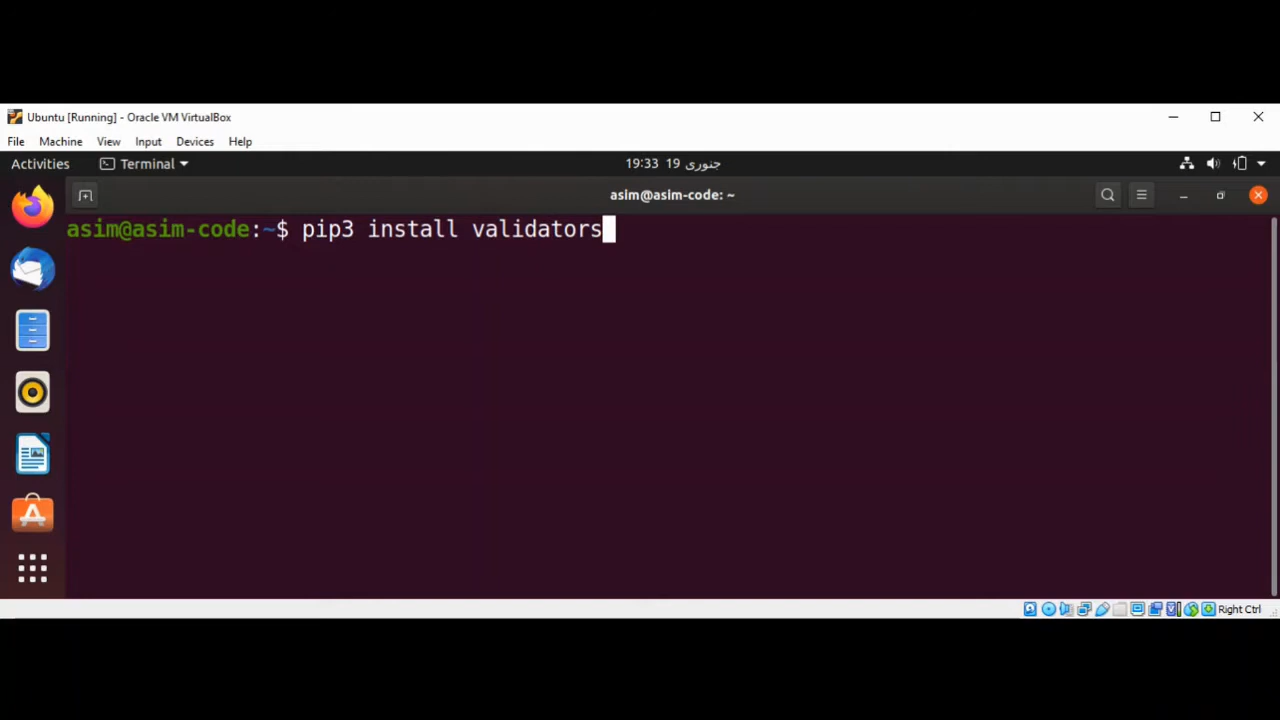 Ubuntu [Running] - Oracle VM VirtualBox
File Machine View Input Devices Help
Activities Terminal 19:33 19 جنوری
asim@asim-code: ~
asim@asim-code:~$ pip3 install validators
Right Ctrl